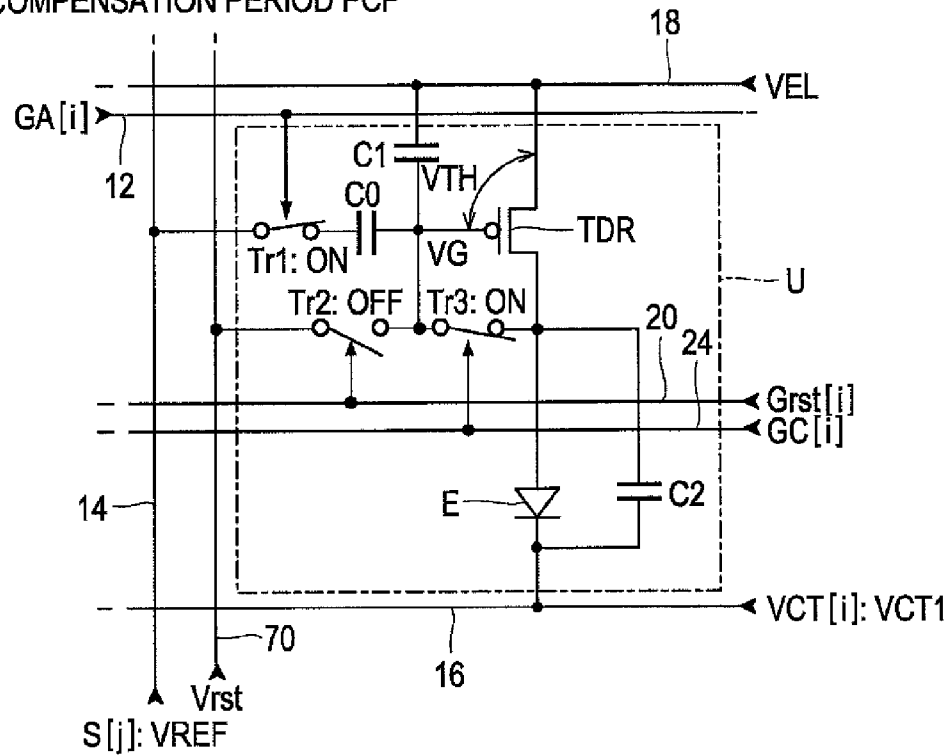 COMPENSATION PERIOD PCP
18
VEL
GA[i]
12
C1
VTH
C0
TDR
VG
Tr1: ON
U
Tr2: OFF
Tr3: ON
20
24
Grst[i]
GC[i]
14
E
C2
VCT[i]: VCT1
70
16
Vrst
S[j]: VREF